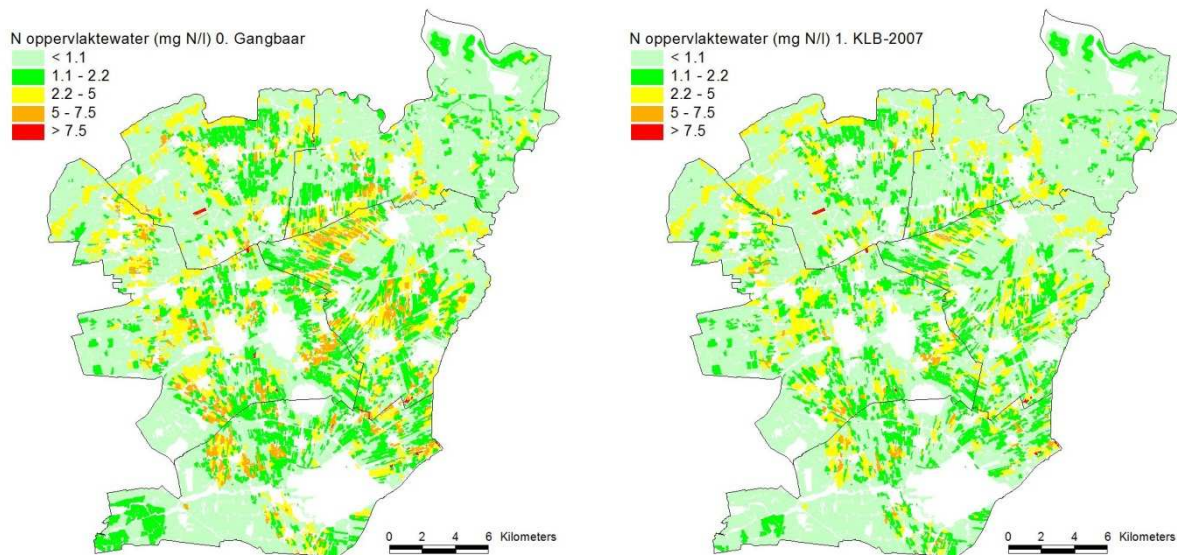 N oppervlaktewater (mg N/l) 0. Gangbaar
< 1.1
1.1 - 2.2
2.2 - 5
5 - 7.5
> 7.5
0 2 4 6 Kilometers
N oppervlaktewater (mg N/l) 1. KLB-2007
< 1.1
1.1 - 2.2
2.2 - 5
5 - 7.5
> 7.5
0 2 4 6 Kilometers